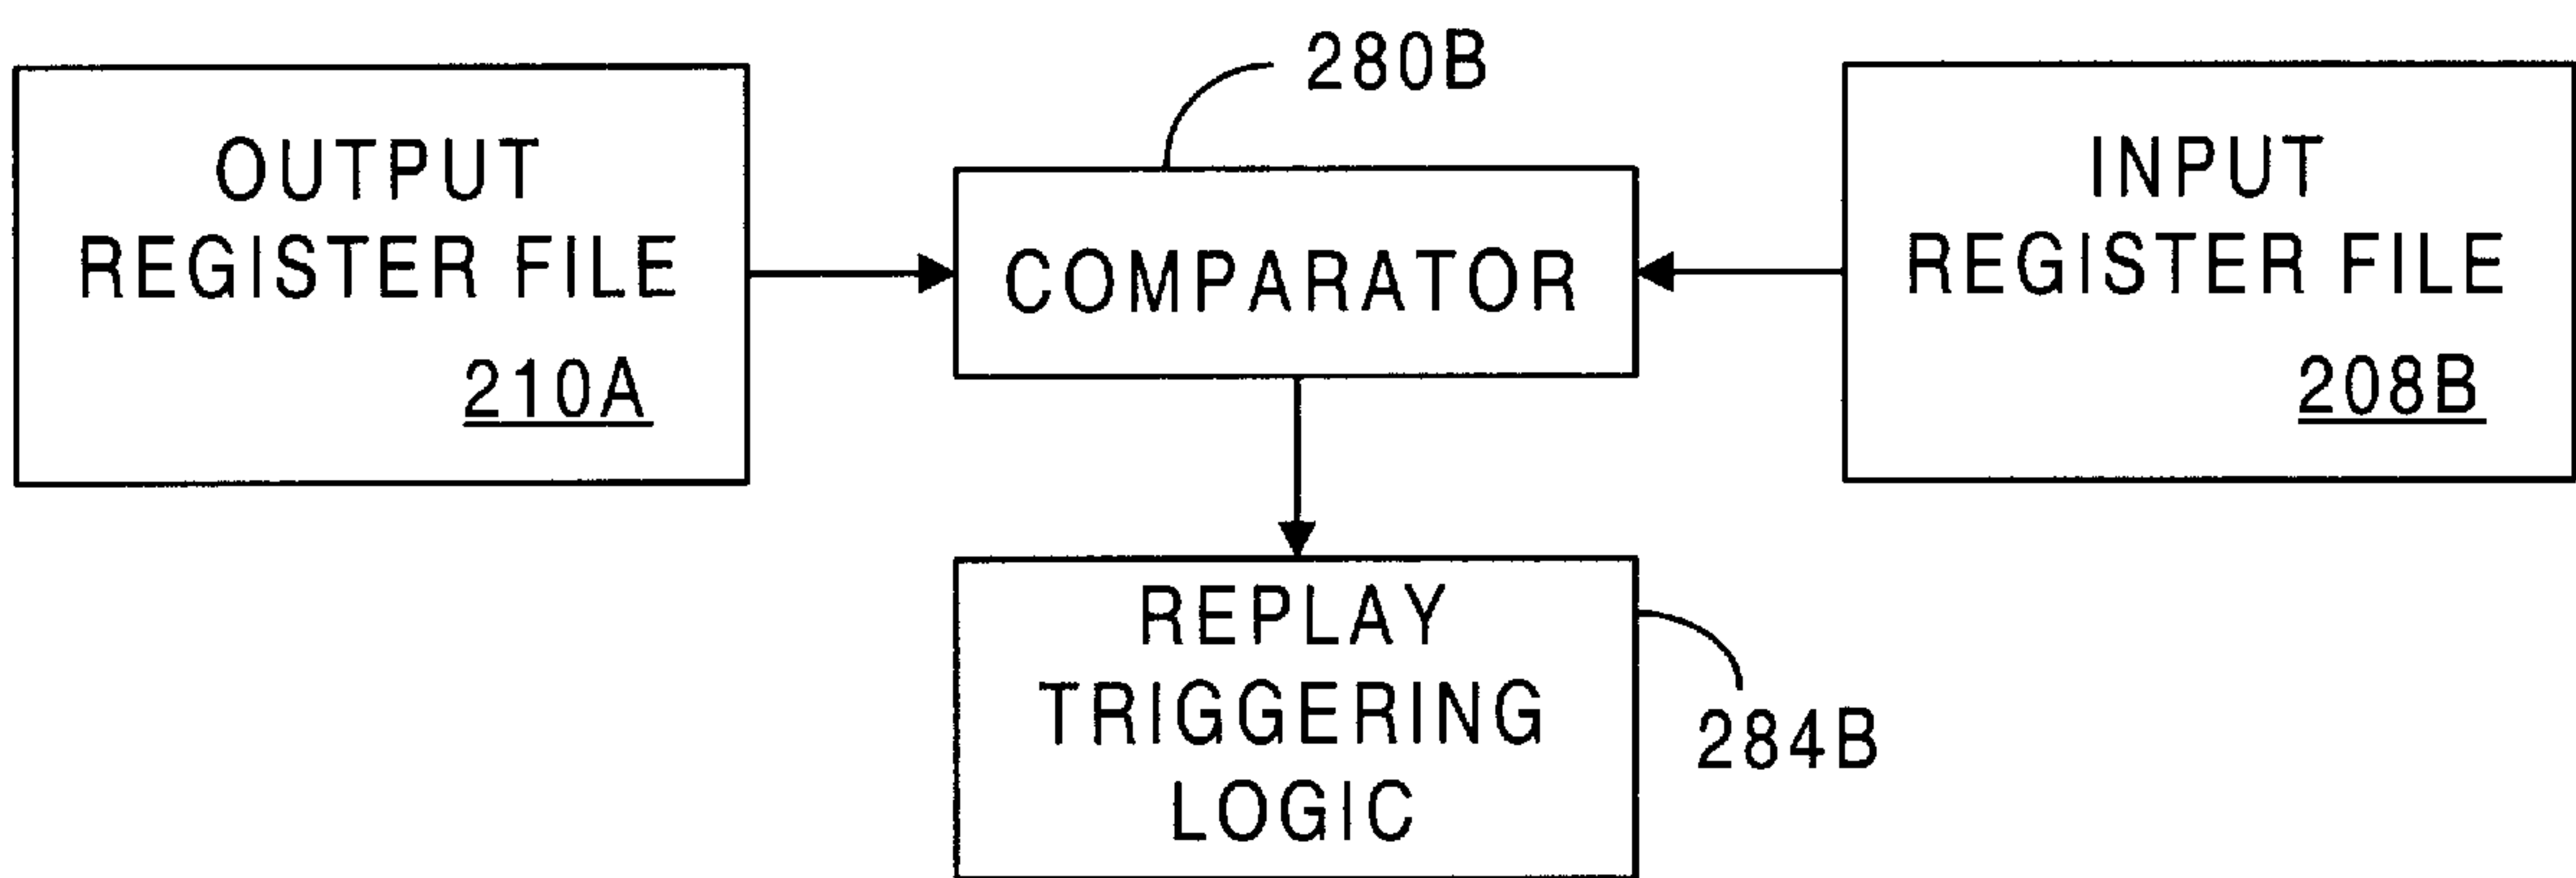 280B
OUTPUT
REGISTER FILE
210A
COMPARATOR
INPUT
REGISTER FILE
208B
REPLAY
TRIGGERING
LOGIC
284B